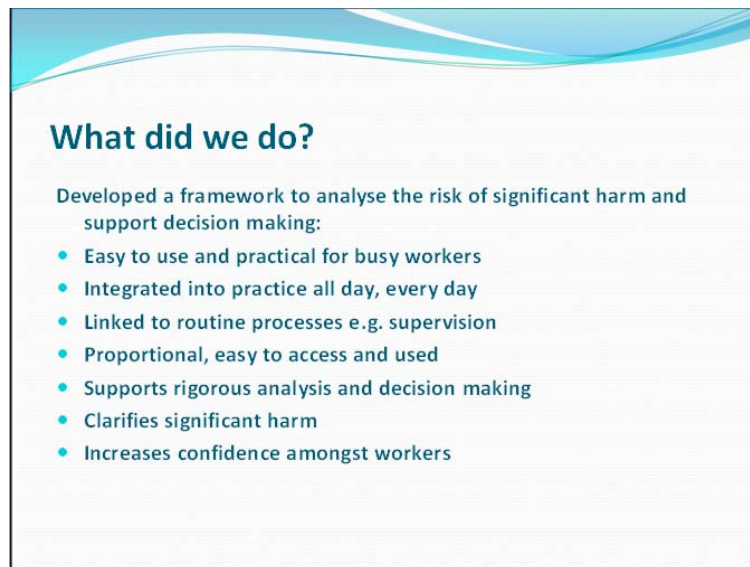 What did we do?
Developed a framework to analyse the risk of significant harm and
support decision making:
• Easy to use and practical for busy workers
• Integrated into practice all day, every day
• Linked to routine processes e.g. supervision
• Proportional, easy to access and used
• Supports rigorous analysis and decision making
• Clarifies significant harm
• Increases confidence amongst workers